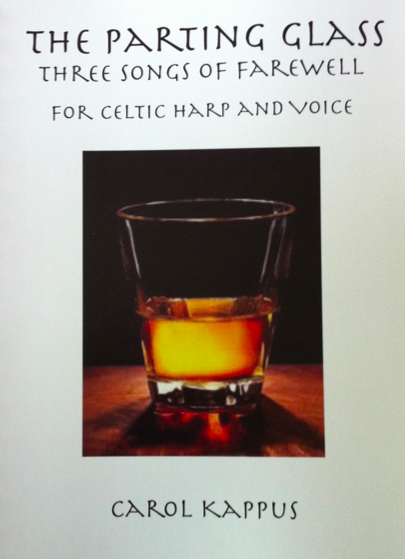 THE PARTING GLASS
THREE SONGS OF FAREWELL
FOR CELTIC HARP AND VOICE
CAROL KAPPUS